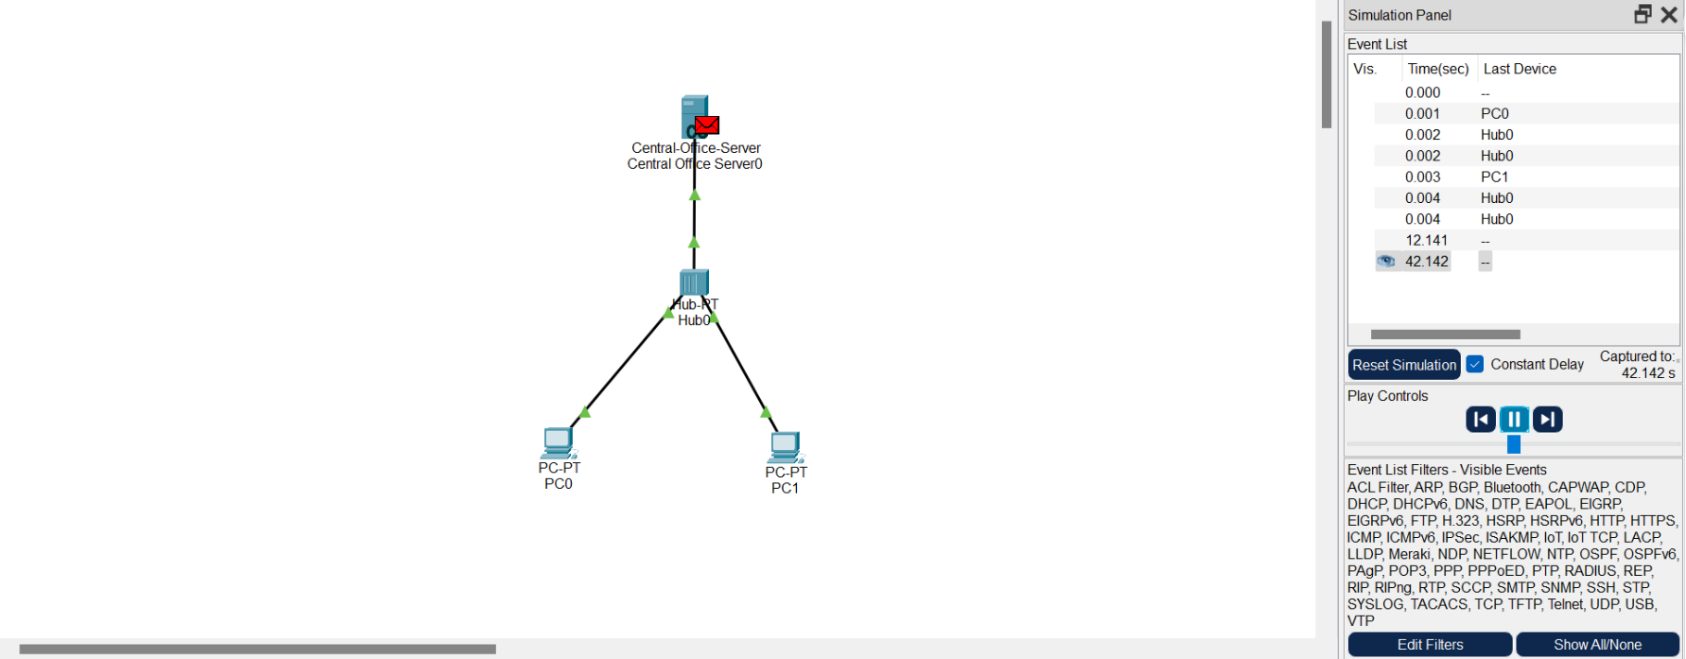 Central-Office-Server
Central Office Server0
Hub-PT
Hub0
PC-PT
PC0
PC-PT
PC1
Simulation Panel
Event List
Vis. Time(sec) Last Device
0.000 --
0.001 PC0
0.002 Hub0
0.002 Hub0
0.003 PC1
0.004 Hub0
0.004 Hub0
12.141 --
42.142 --
Reset Simulation Constant Delay Captured to:
42.142 s
Play Controls
Event List Filters - Visible Events
ACL Filter, ARP, BGP, Bluetooth, CAPWAP, CDP,
DHCP, DHCPv6, DNS, DTP, EAPOL, EIGRP,
EIGRPv6, FTP, H.323, HSRP, HSRPv6, HTTP, HTTPS,
ICMP, ICMPv6, IPSec, ISAKMP, IoT, IoT TCP, LACP,
LLDP, Meraki, NDP, NETFLOW, NTP, OSPF, OSPFv6,
PAgP, POP3, PPP, PPPoED, PTP, RADIUS, REP,
RIP, RIPng, RTP, SCCP, SMTP, SNMP, SSH, STP,
SYSLOG, TACACS, TCP, TFTP, Telnet, UDP, USB,
VTP
Edit Filters Show All/None